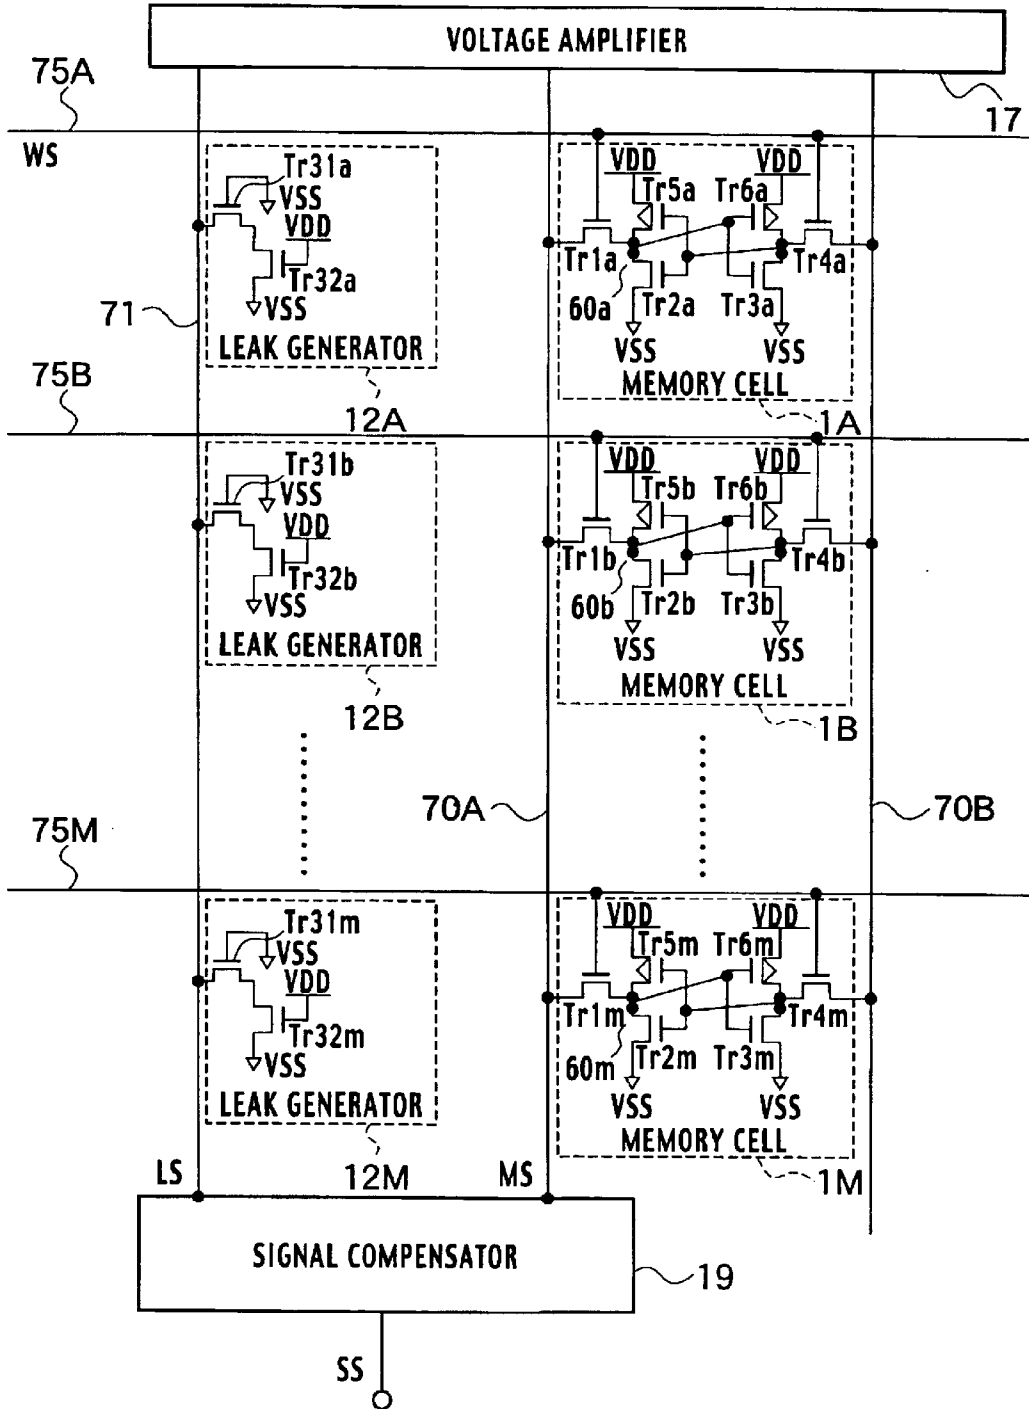 VOLTAGE AMPLIFIER
75A
17
WS
Tr31a
VSS
VDD
Tr32a
VSS
LEAK GENERATOR
12A
71
VDD
VDD
Tr5a
Tr6a
Tr1a
Tr4a
60a
Tr2a
Tr3a
VSS
VSS
MEMORY CELL
1A
75B
Tr31b
VSS
VDD
Tr32b
VSS
LEAK GENERATOR
12B
VDD
VDD
Tr5b
Tr6b
Tr1b
Tr4b
60b
Tr2b
Tr3b
VSS
VSS
MEMORY CELL
1B
70A
70B
75M
Tr31m
VSS
VDD
Tr32m
VSS
LEAK GENERATOR
12M
VDD
VDD
Tr5m
Tr6m
Tr1m
Tr4m
60m
Tr2m
Tr3m
VSS
VSS
MEMORY CELL
1M
LS
MS
SIGNAL COMPENSATOR
19
SS